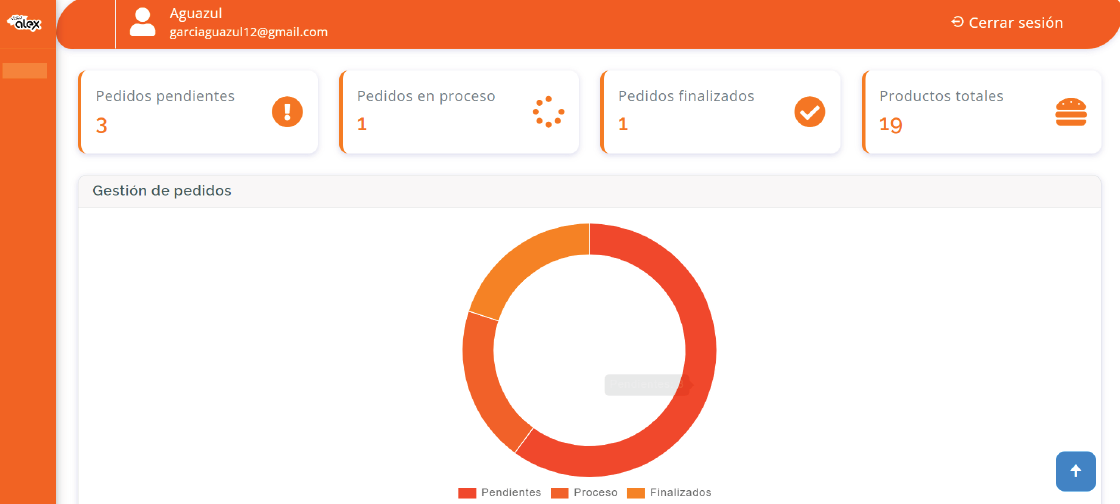 alex
Aguazul
garciaguazul12@gmail.com
Cerrar sesión
Pedidos pendientes
3
Pedidos en proceso
1
Pedidos finalizados
1
Productos totales
19
Gestión de pedidos
Pendientes
Proceso
Finalizados